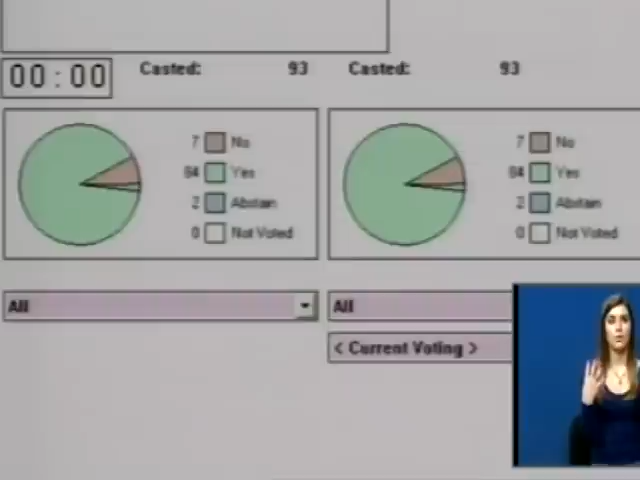 00:00 Casted: 93 Casted: 93
7 No 7 No
84 Yes 84 Yes
2 Abstain 2 Abstain
0 Not Voted 0 Not Voted
All All
< Current Voting >